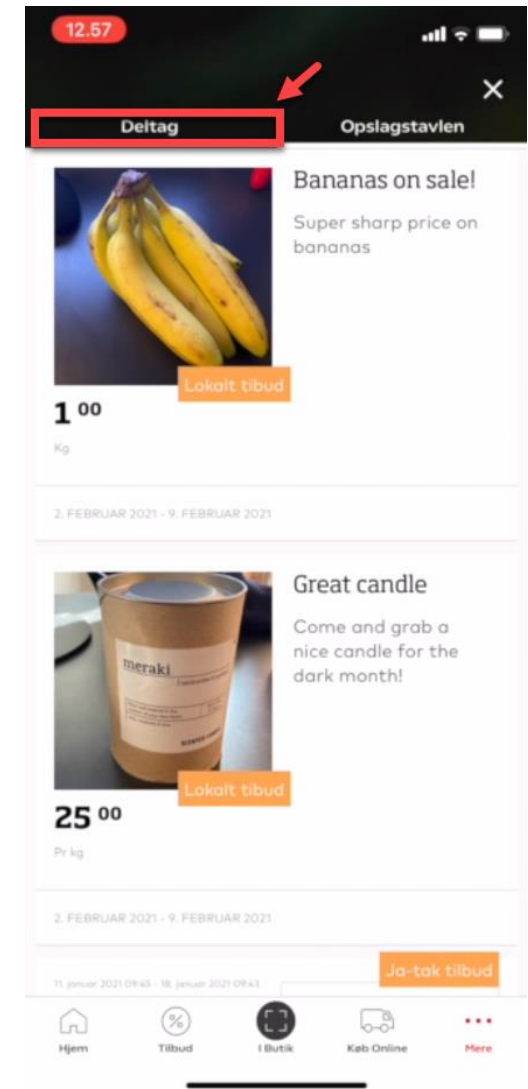 12.57
Deltag
Opslagstavlen
Bananas on sale!
Super sharp price on
bananas
Lokalt tibud
1 00
Kg
2. FEBRUAR 2021 - 9. FEBRUAR 2021
Great candle
Come and grab a
nice candle for the
dark month!
meraki
Lokalt tibud
25 00
Pr kg
2. FEBRUAR 2021 - 9. FEBRUAR 2021
Ja-tak tilbud
11. januar 2021 09:45 - 18. januar 2021 09:43
Hjem
Tilbud
I Butik
Køb Online
Mere